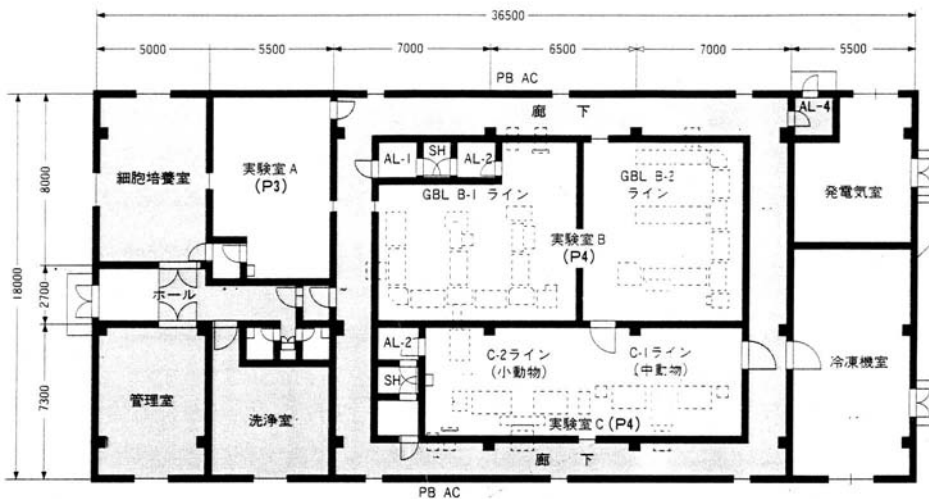 36500
5000
5500
7000
6500
7000
5500
PB AC
18000
8000
2700
7300
廊 下
AL-4
SH
AL-1
AL-2
細胞培養室
実験室A
(P3)
GBL B-1 ライン
GBL B-2
ライン
発電気室
実験室B
(P4)
ホール
AL-2
SH
C-2ライン
(小動物)
C-1ライン
(中動物)
冷凍機室
管理室
洗浄室
実験室C (P4)
廊 下
PB AC